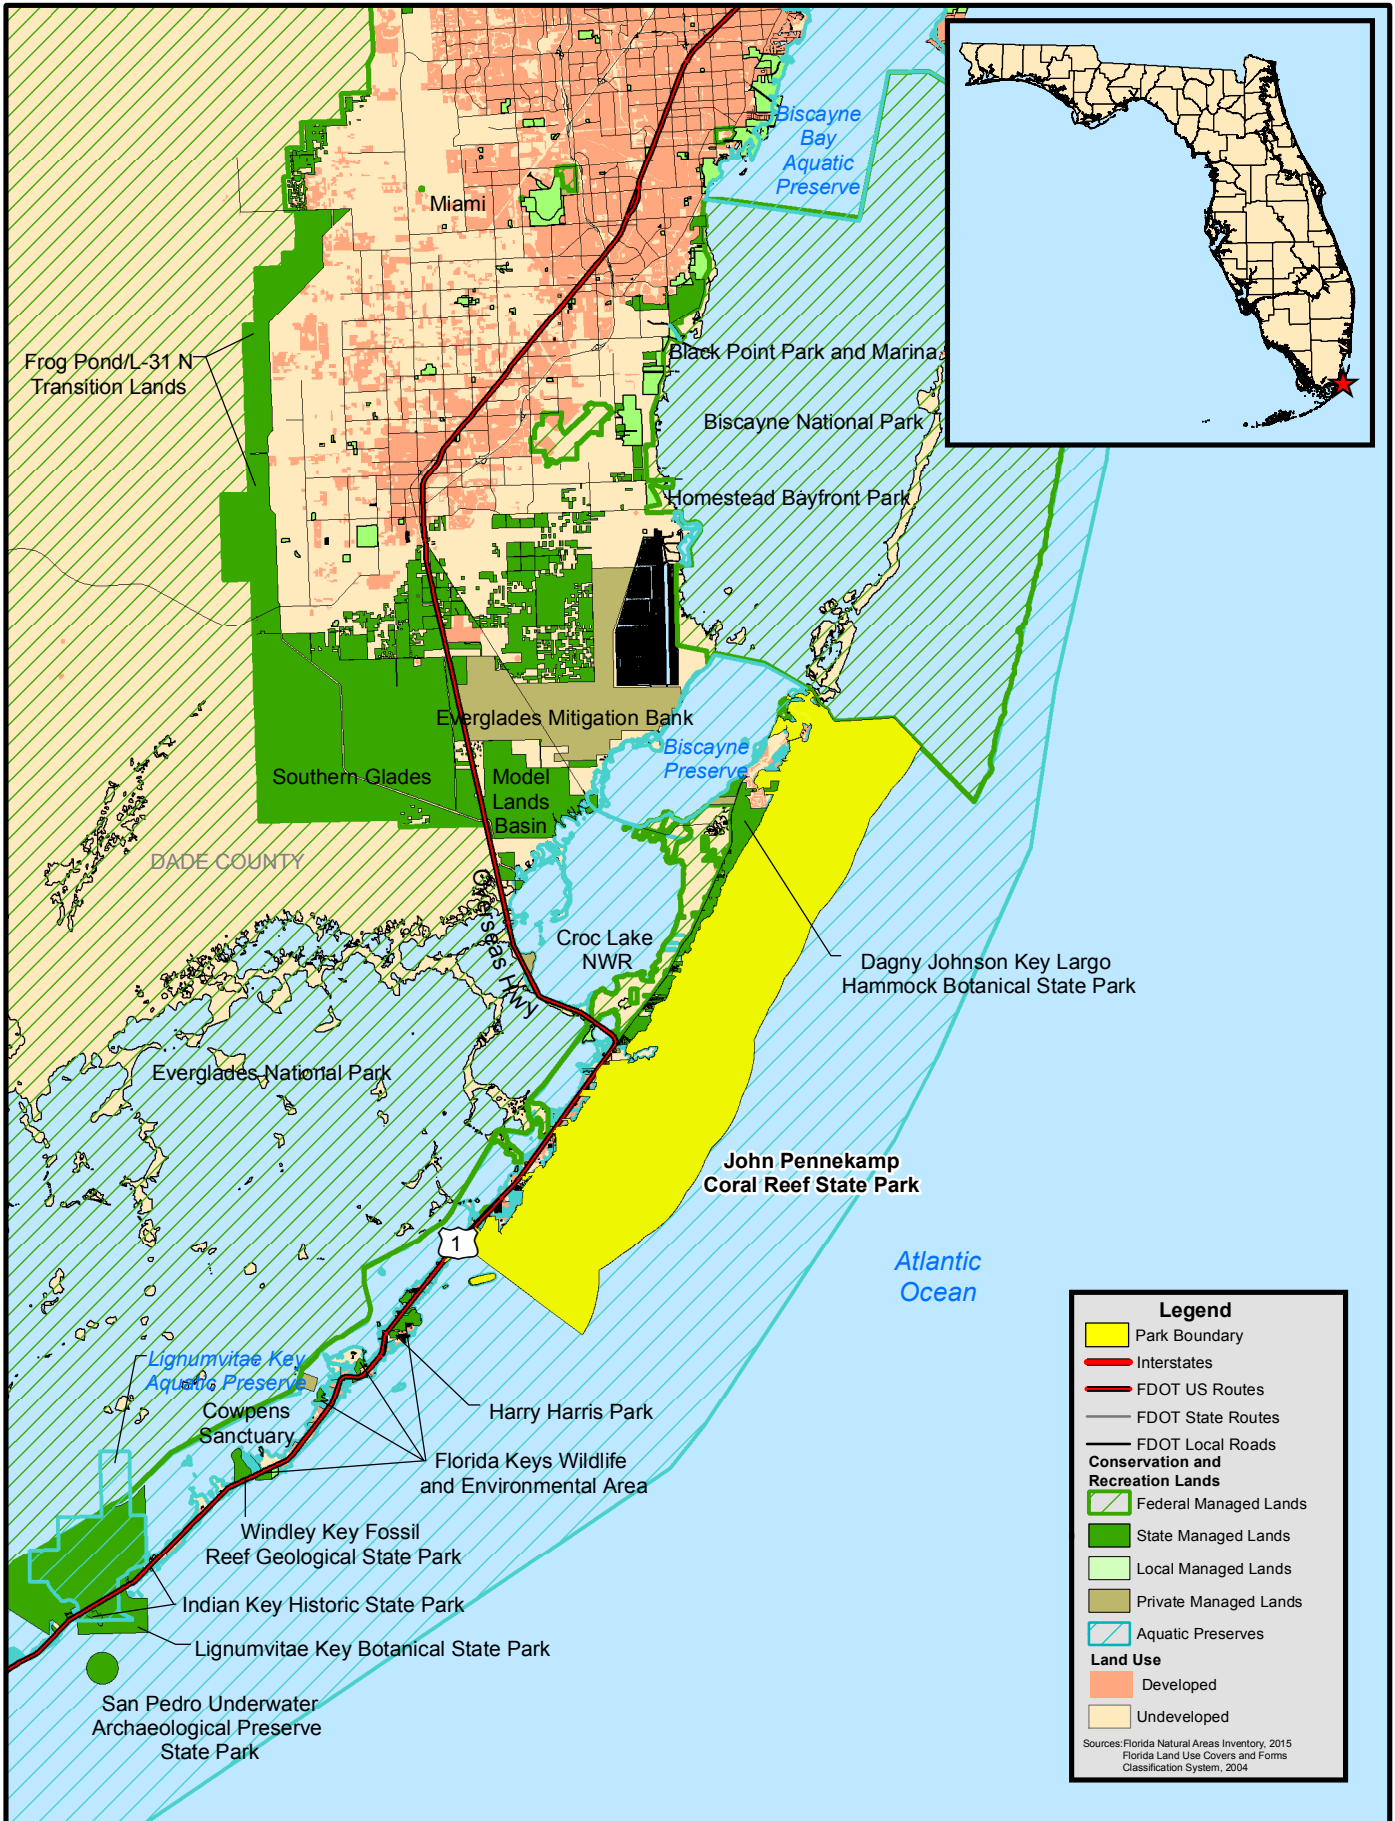 Biscayne
Bay
Aquatic
Preserve
Miami
Frog Pond/L-31 N
Transition Lands
Black Point Park and Marina
Biscayne National Park
Homestead Bayfront Park
Everglades Mitigation Bank
Biscayne
Preserve
Southern Glades
Model
Lands
Basin
DADE COUNTY
Overseas Hwy
Croc Lake
NWR
Dagny Johnson Key Largo
Hammock Botanical State Park
Everglades National Park
John Pennekamp
Coral Reef State Park
1
Atlantic
Ocean
Lignumvitae Key
Aquatic Preserve
Cowpens
Sanctuary
Harry Harris Park
Florida Keys Wildlife
and Environmental Area
Windley Key Fossil
Reef Geological State Park
Indian Key Historic State Park
Lignumvitae Key Botanical State Park
San Pedro Underwater
Archaeological Preserve
State Park
Legend
Park Boundary
Interstates
FDOT US Routes
FDOT State Routes
FDOT Local Roads
Conservation and
Recreation Lands
Federal Managed Lands
State Managed Lands
Local Managed Lands
Private Managed Lands
Aquatic Preserves
Land Use
Developed
Undeveloped
Sources:Florida Natural Areas Inventory, 2015
Florida Land Use Covers and Forms
Classification System, 2004